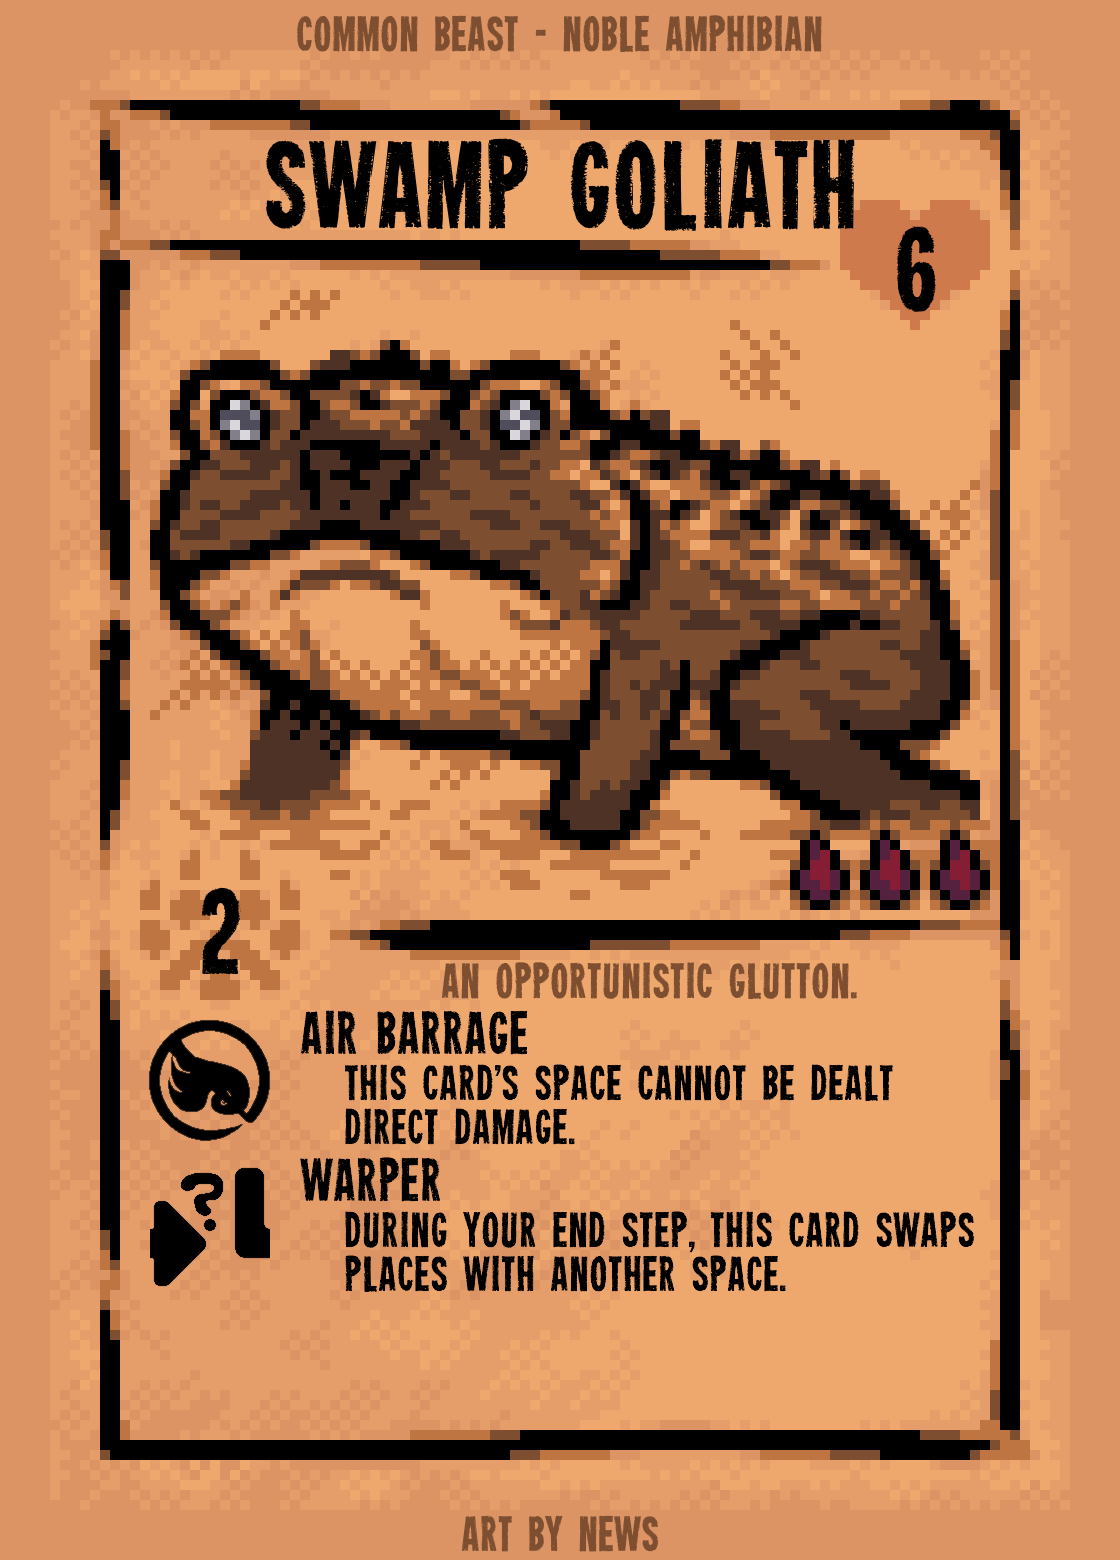 COMMON BEAST - NOBLE AMPHIBIAN
SWAMP GOLIATH
6
2
AN OPPORTUNISTIC GLUTTON.
AIR BARRAGE
THIS CARD'S SPACE CANNOT BE DEALT
DIRECT DAMAGE.
WARPER
?
DURING YOUR END STEP, THIS CARD SWAPS
PLACES WITH ANOTHER SPACE.
ART BY NEWS